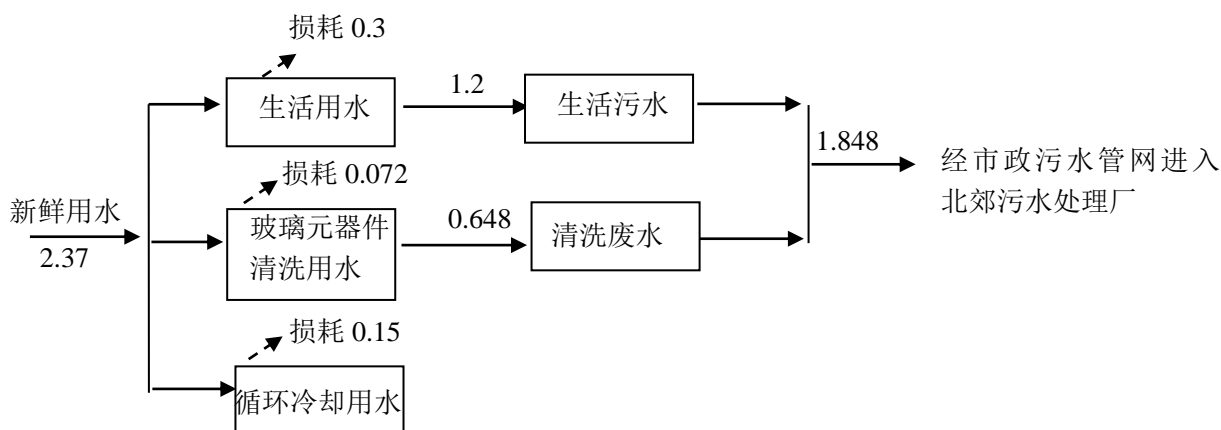 损耗 0.3
生活用水
1.2
生活污水
1.848
经市政污水管网进入
北郊污水处理厂
损耗 0.072
新鲜用水
2.37
玻璃元器件
清洗用水
0.648
清洗废水
损耗 0.15
循环冷却用水